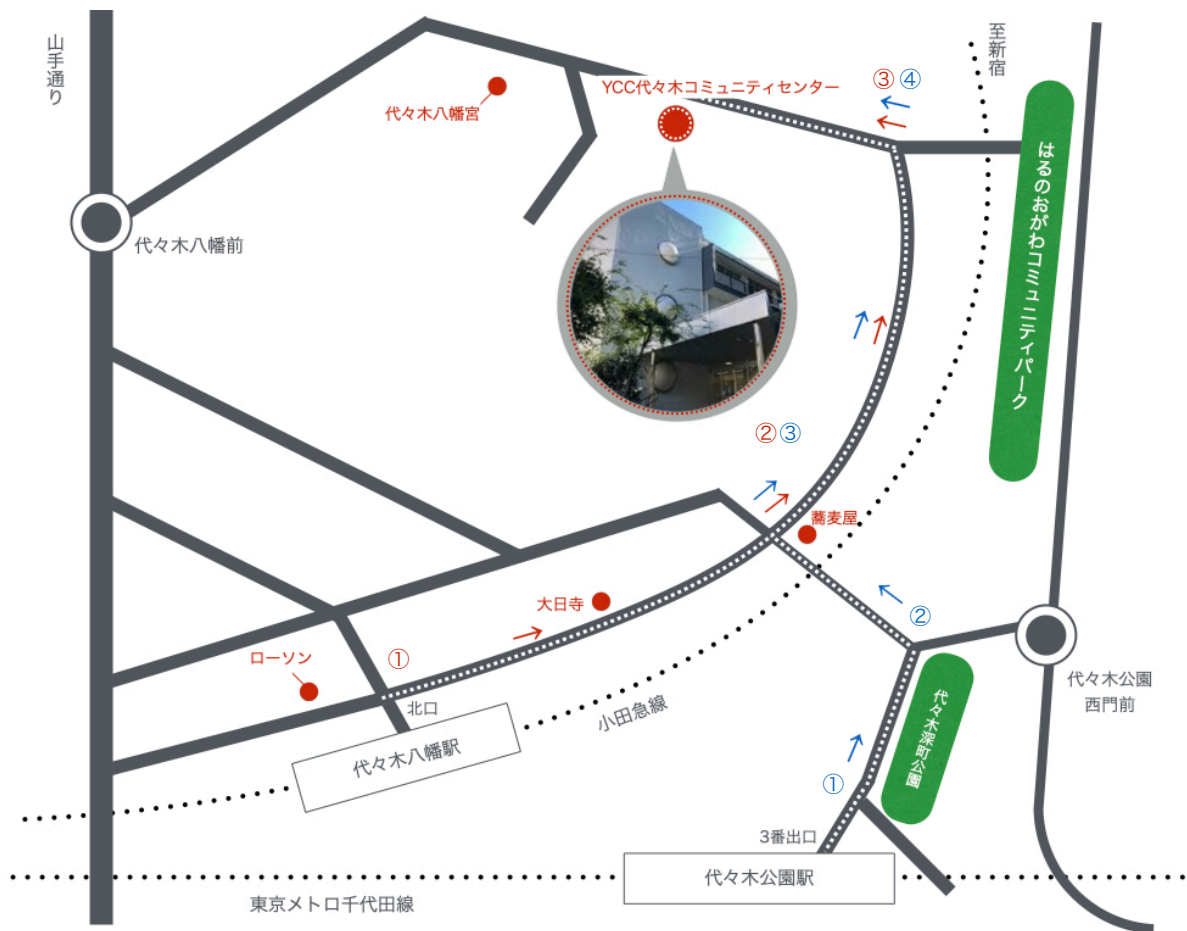 山手通り
至新宿
③④
YCC代々木コミュニティセンター
代々木八幡宮
はるのおがわコミュニティパーク
代々木八幡前
②③
蕎麦屋
大日寺
②
①
ローソン
北口
代々木八幡駅
小田急線
代々木公園
西門前
代々木深町公園
①
3番出口
代々木公園駅
東京メトロ千代田線